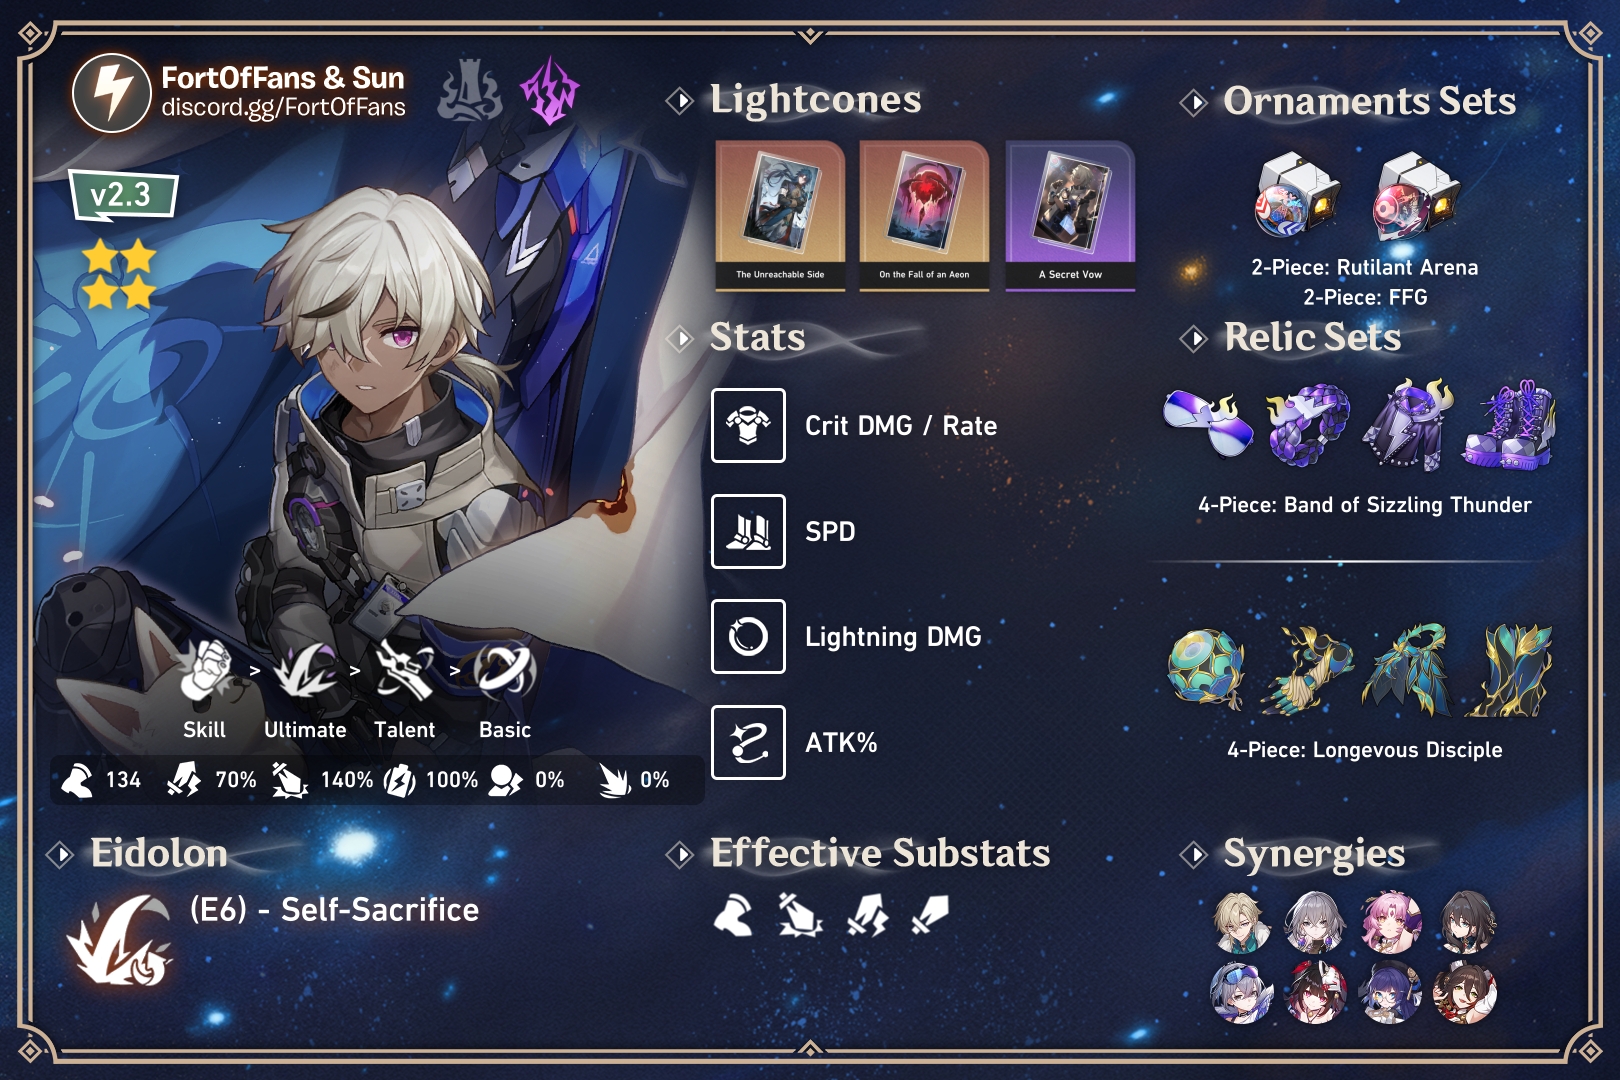 FortOfFans & Sun
discord.gg/FortOfFans
v2.3
Skill > Ultimate > Talent > Basic
134 70% 140% 100% 0% 0%
Eidolon
(E6) - Self-Sacrifice
Lightcones
The Unreachable Side
On the Fall of an Aeon
A Secret Vow
Stats
Crit DMG / Rate
SPD
Lightning DMG
ATK%
Effective Substats
Ornaments Sets
2-Piece: Rutilant Arena
2-Piece: FFG
Relic Sets
4-Piece: Band of Sizzling Thunder
4-Piece: Longevous Disciple
Synergies